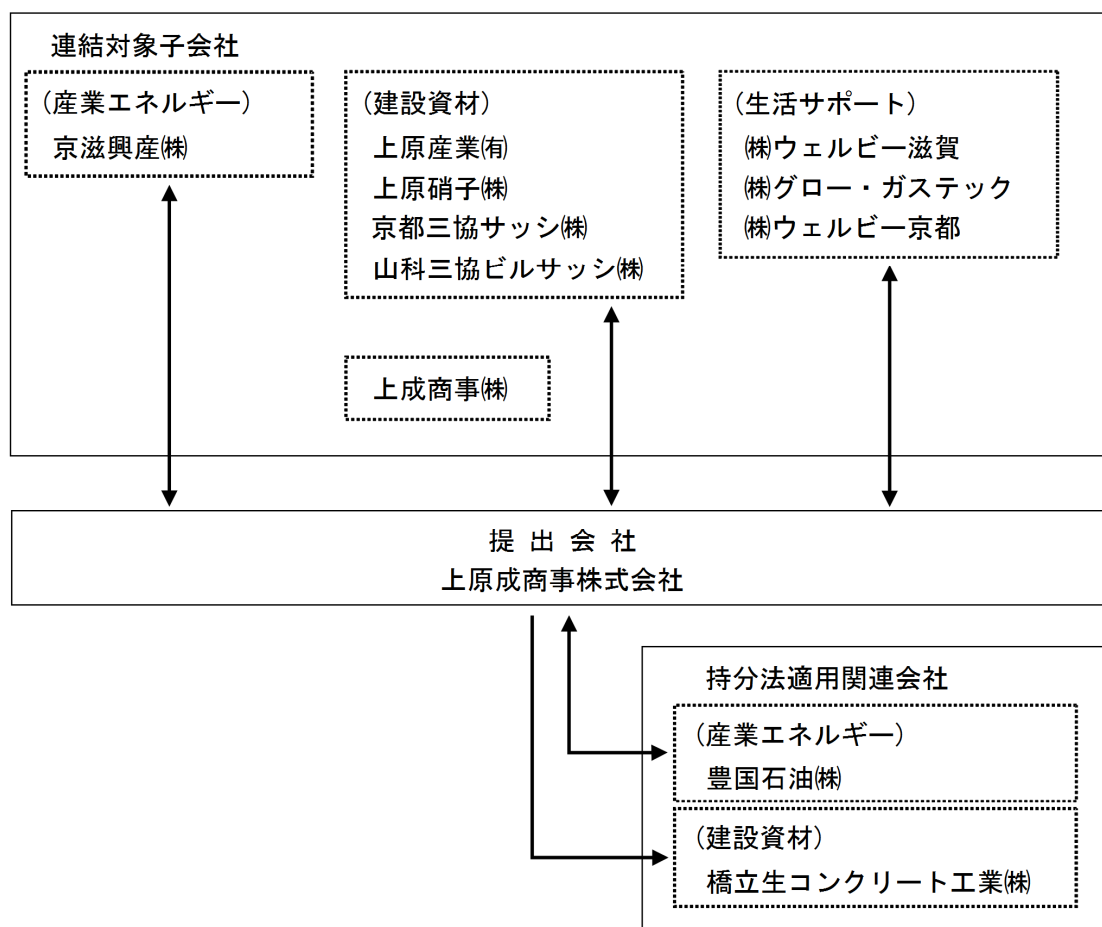 連結対象子会社
(産業エネルギー)
京滋興産㈱
(建設資材)
上原産業㈲
上原硝子㈱
京都三協サッシ㈱
山科三協ビルサッシ㈱
(生活サポート)
㈱ウェルビー滋賀
㈱グロー・ガステック
㈱ウェルビー京都
上成商事㈱
提出会社
上原成商事株式会社
持分法適用関連会社
(産業エネルギー)
豊国石油㈱
(建設資材)
橋立生コンクリート工業㈱